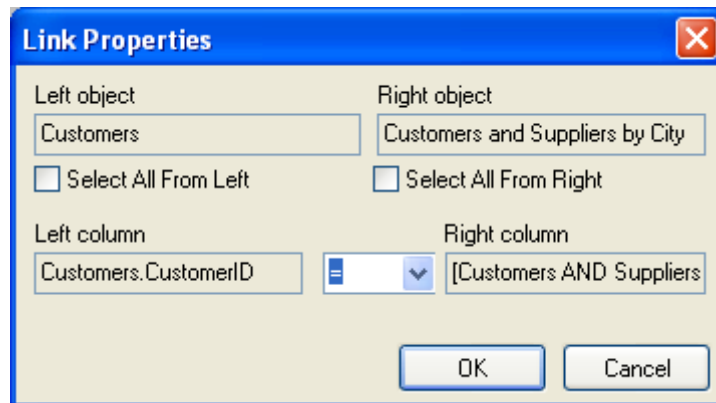 Link Properties
Left object Right object
Customers Customers and Suppliers by City
Select All From Left Select All From Right
Left column Right column
Customers.CustomerID = [Customers AND Suppliers
OK Cancel